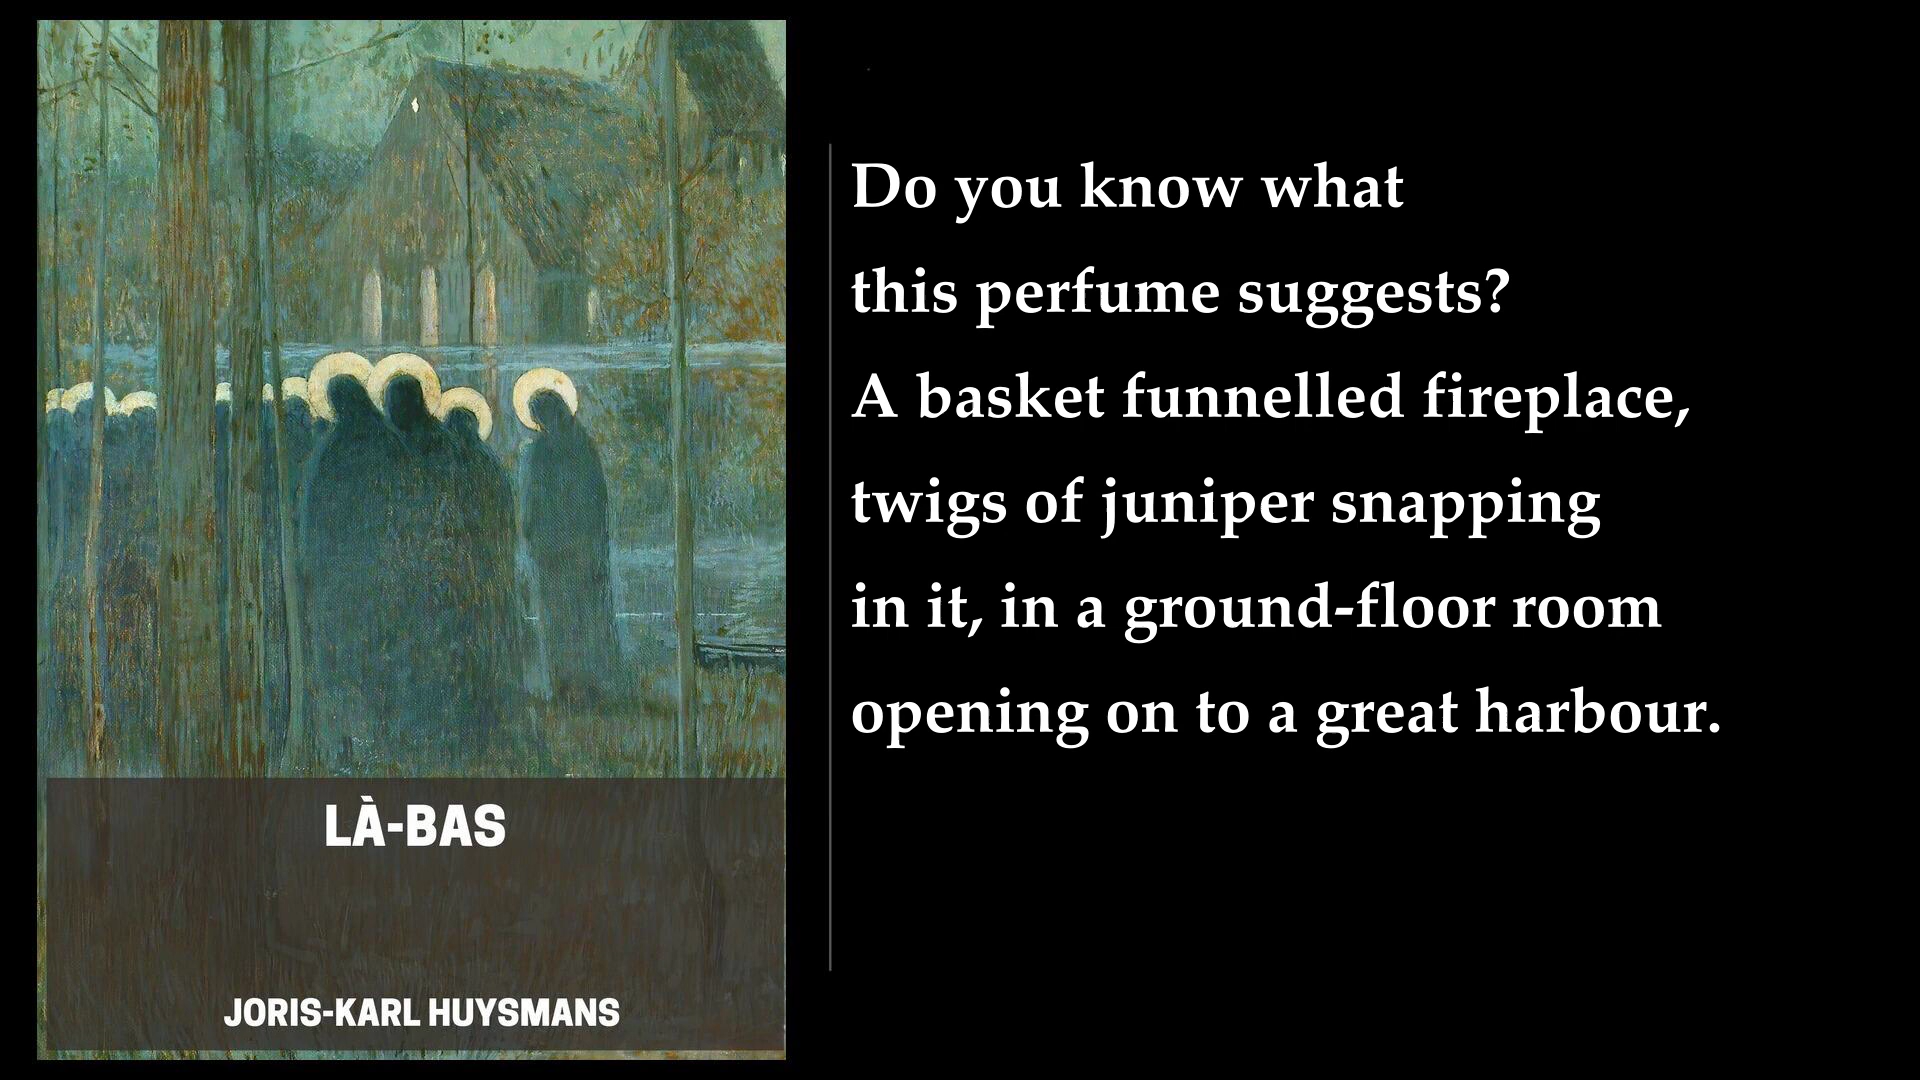 LÀ-BAS
JORIS-KARL HUYSMANS
Do you know what
this perfume suggests?
A basket funnelled fireplace,
twigs of juniper snapping
in it, in a ground-floor room
opening on to a great harbour.